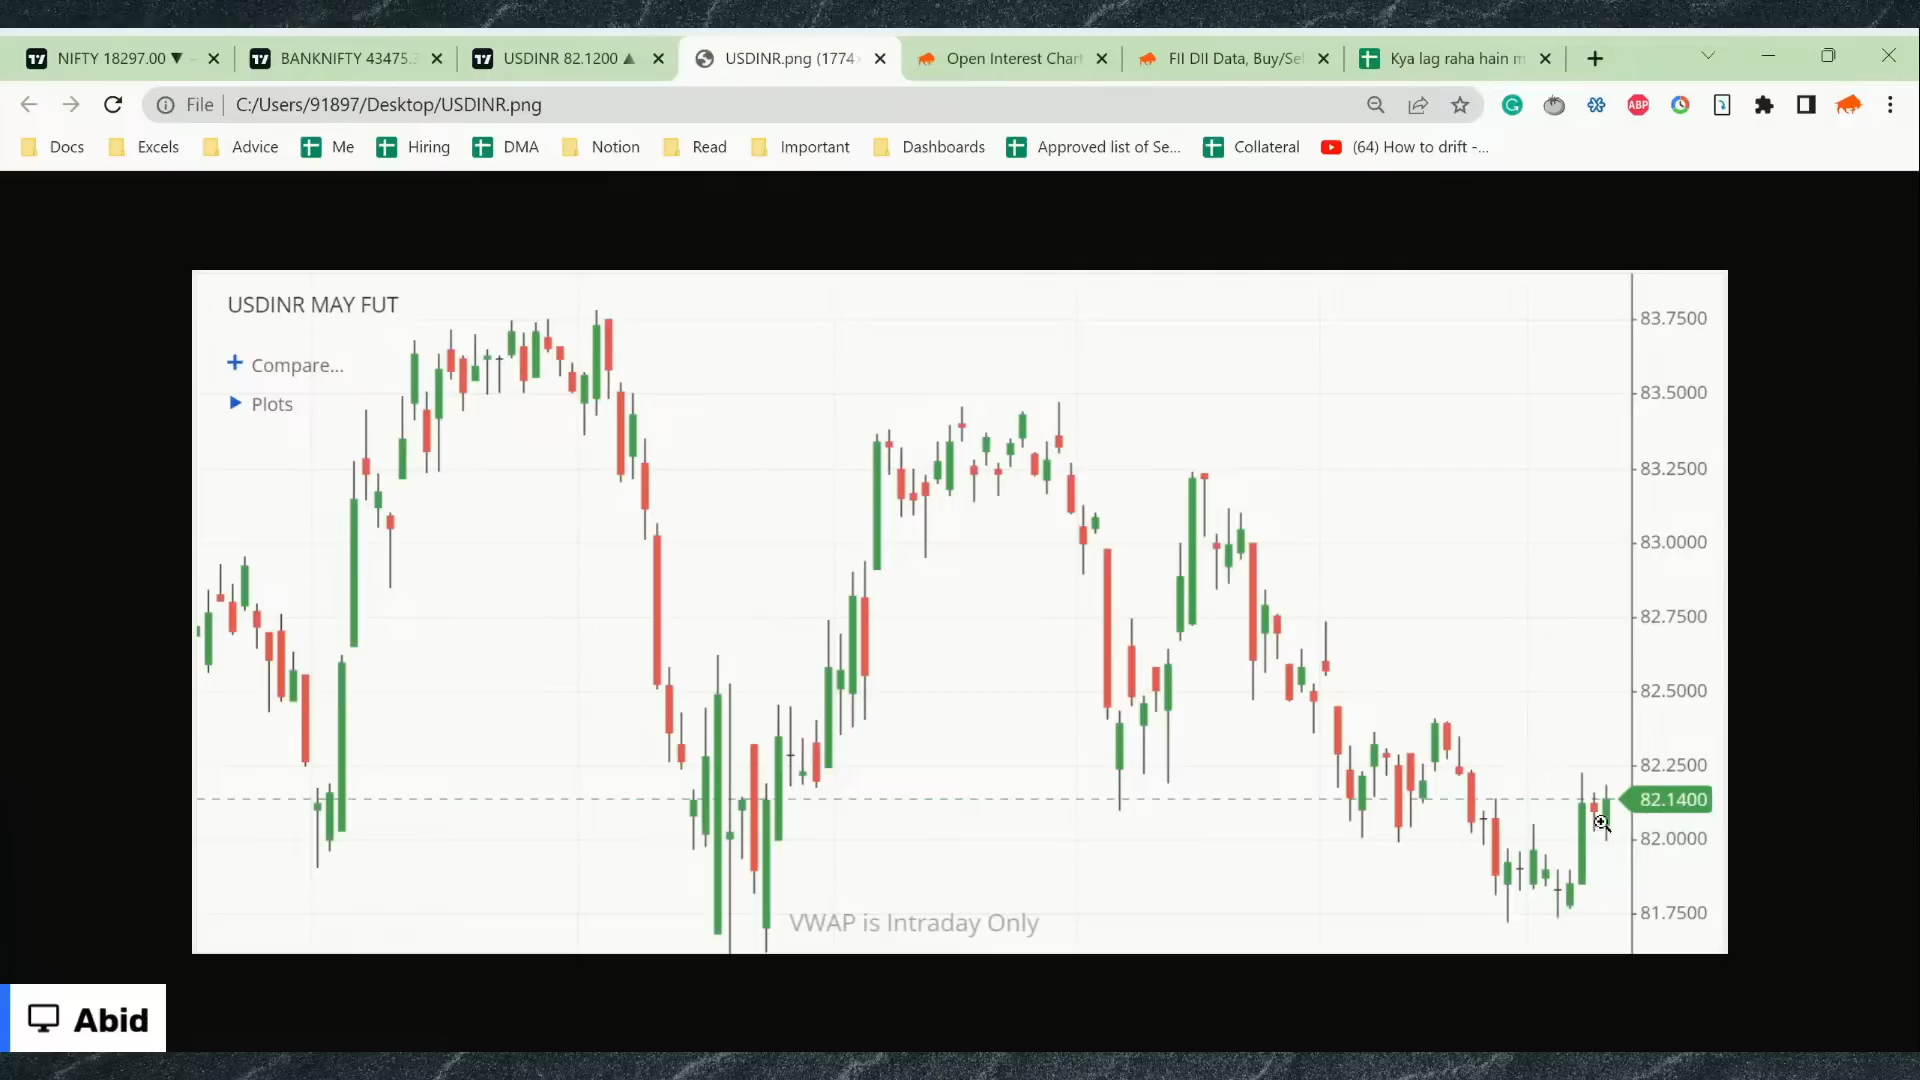 NIFTY 18297.00 ▼
BANKNIFTY 43475.
USDINR 82.1200 ▲
USDINR.png (1774
Open Interest Chart
FII DII Data, Buy/Sel
Kya lag raha hain m
File
C:/Users/91897/Desktop/USDINR.png
ABP
Docs
Excels
Advice
Me
Hiring
DMA
Notion
Read
Important
Dashboards
Approved list of Se...
Collateral
(64) How to drift -...
USDINR MAY FUT
+ Compare...
Plots
83.7500
83.5000
83.2500
83.0000
82.7500
82.5000
82.2500
82.1400
82.0000
81.7500
VWAP is Intraday Only
Abid